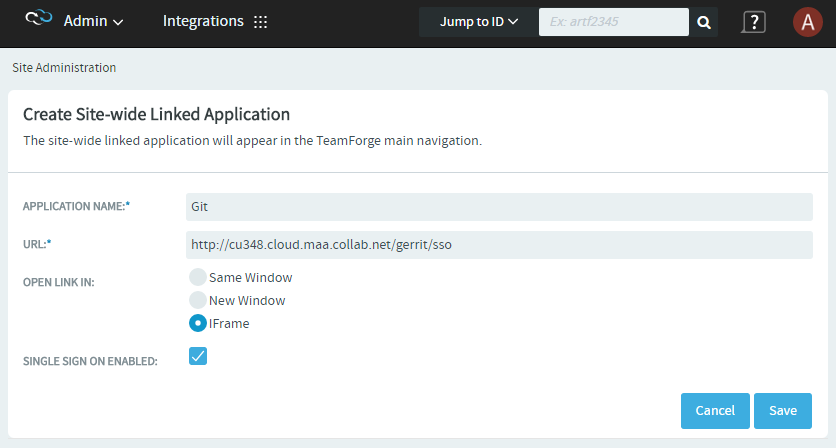 Admin Integrations Jump to ID Ex: artf2345 ? A
Site Administration
Create Site-wide Linked Application
The site-wide linked application will appear in the TeamForge main navigation.
APPLICATION NAME:* Git
URL:* http://cu348.cloud.maa.collab.net/gerrit/sso
OPEN LINK IN: Same Window
New Window
IFrame
SINGLE SIGN ON ENABLED:
Cancel Save